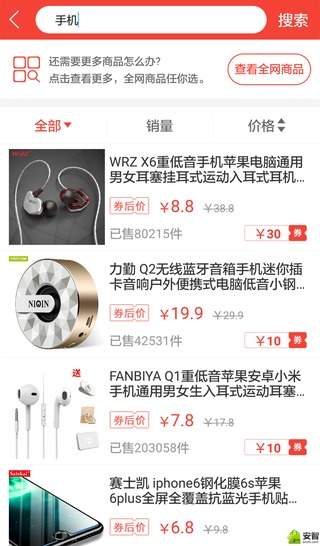 手机
搜索
还需要更多商品怎么办?
点击查看更多，全网商品任你选。
查看全网商品
全部
销量
价格
WRZ X6重低音手机苹果电脑通用
男女耳塞挂耳式运动入耳式耳机...
券后价 ￥8.8 ￥38.8
已售80215件
￥30 券
力勤 Q2无线蓝牙音箱手机迷你插
卡音响户外便携式电脑低音小钢...
NIQIN
券后价 ￥19.9 ￥29.9
已售42531件
￥10 券
送
FANBIYA Q1重低音苹果安卓小米
手机通用男女生入耳式运动耳塞...
券后价 ￥7.8 ￥17.8
已售203058件
￥10 券
赛士凯 iphone6钢化膜6s苹果
6plus全屏全覆盖抗蓝光手机贴...
券后价 ￥6.8 ￥9.8
安智